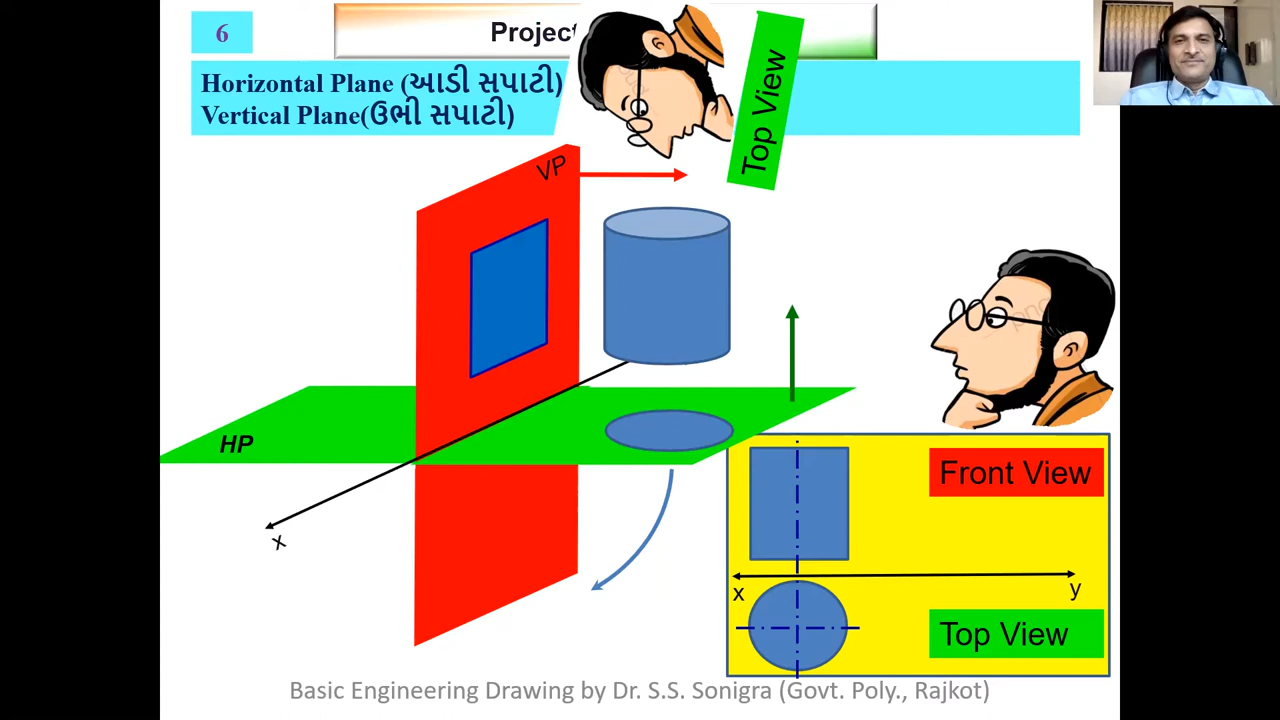 6
Project
Horizontal Plane (આડી સપાટી)
Vertical Plane(ઉભી સપાટી)
Top View
VP
HP
x
Front View
x
y
Top View
Basic Engineering Drawing by Dr. S.S. Sonigra (Govt. Poly., Rajkot)